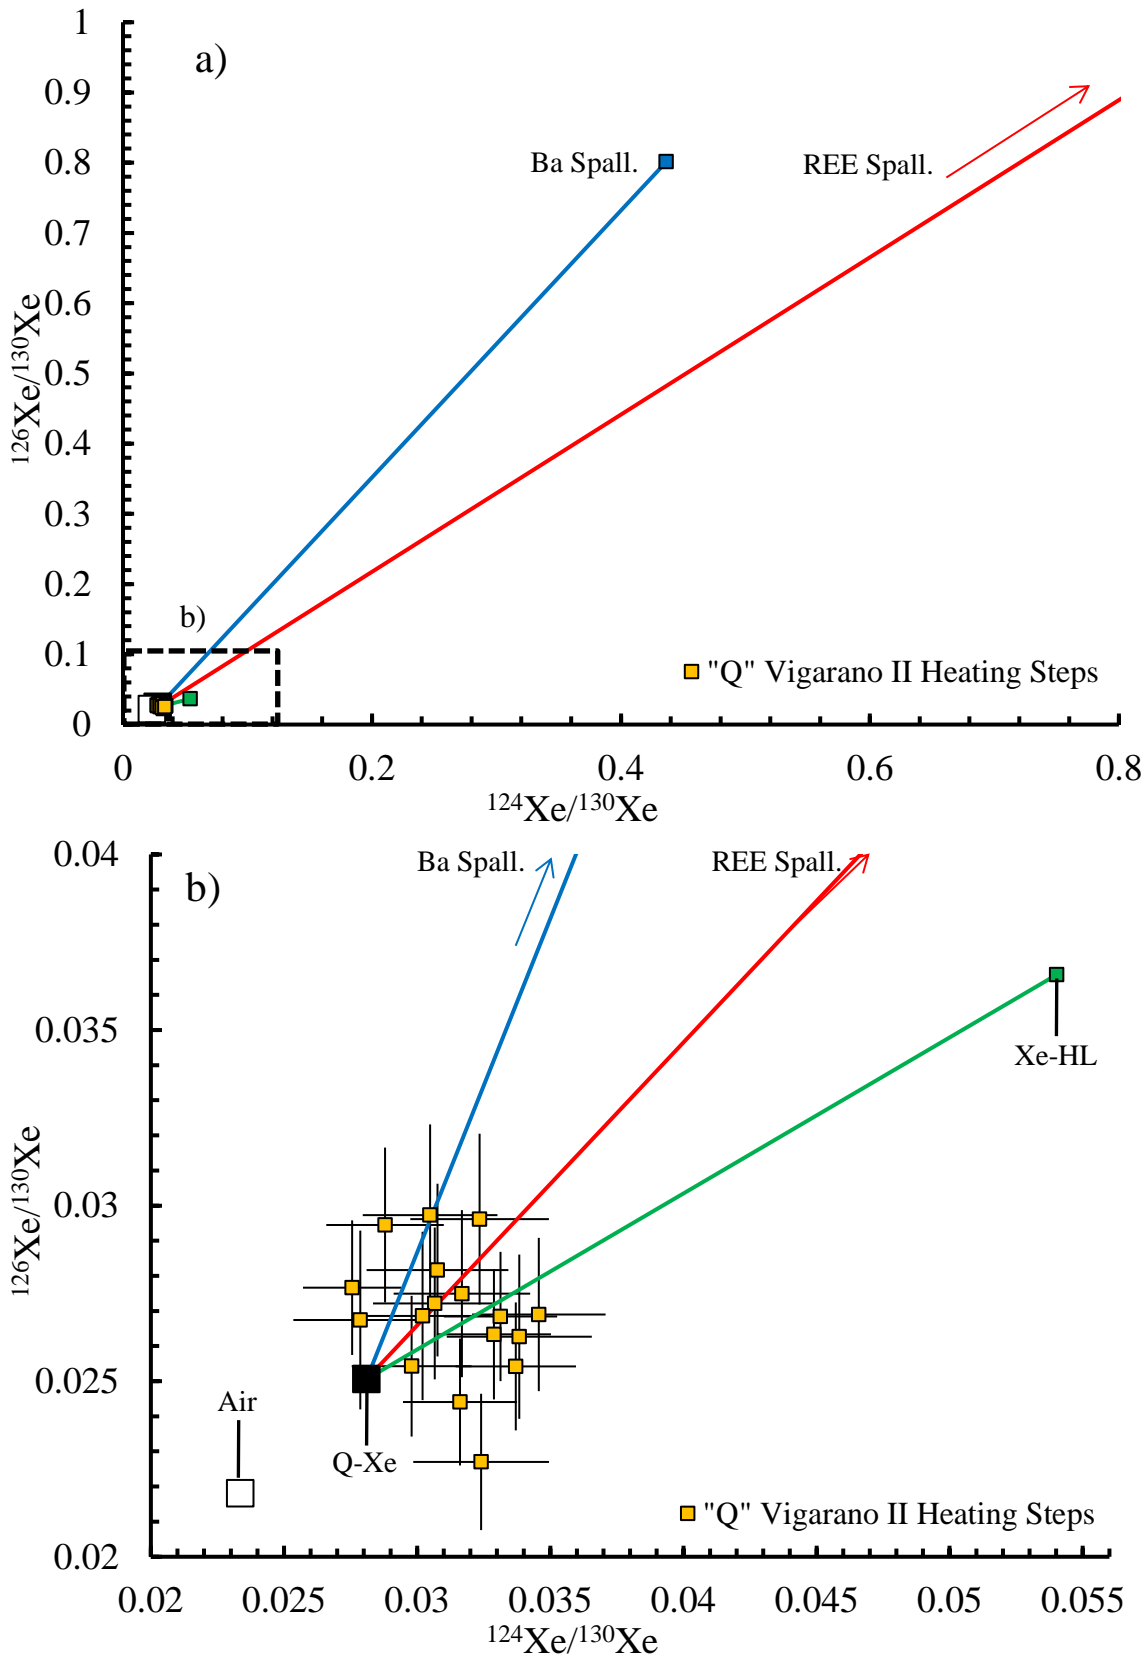 1
a)
0.9
Ba Spall.
REE Spall.
0.8
0.7
0.6
¹²⁶Xe/¹³⁰Xe
0.5
0.4
0.3
0.2
b)
0.1
"Q" Vigarano II Heating Steps
0
0 0.2 0.4 0.6 0.8
¹²⁴Xe/¹³⁰Xe
0.04
Ba Spall.
REE Spall.
b)
0.035
Xe-HL
¹²⁶Xe/¹³⁰Xe
0.03
0.025
Air
Q-Xe
"Q" Vigarano II Heating Steps
0.02
0.02 0.025 0.03 0.035 0.04 0.045 0.05 0.055
¹²⁴Xe/¹³⁰Xe